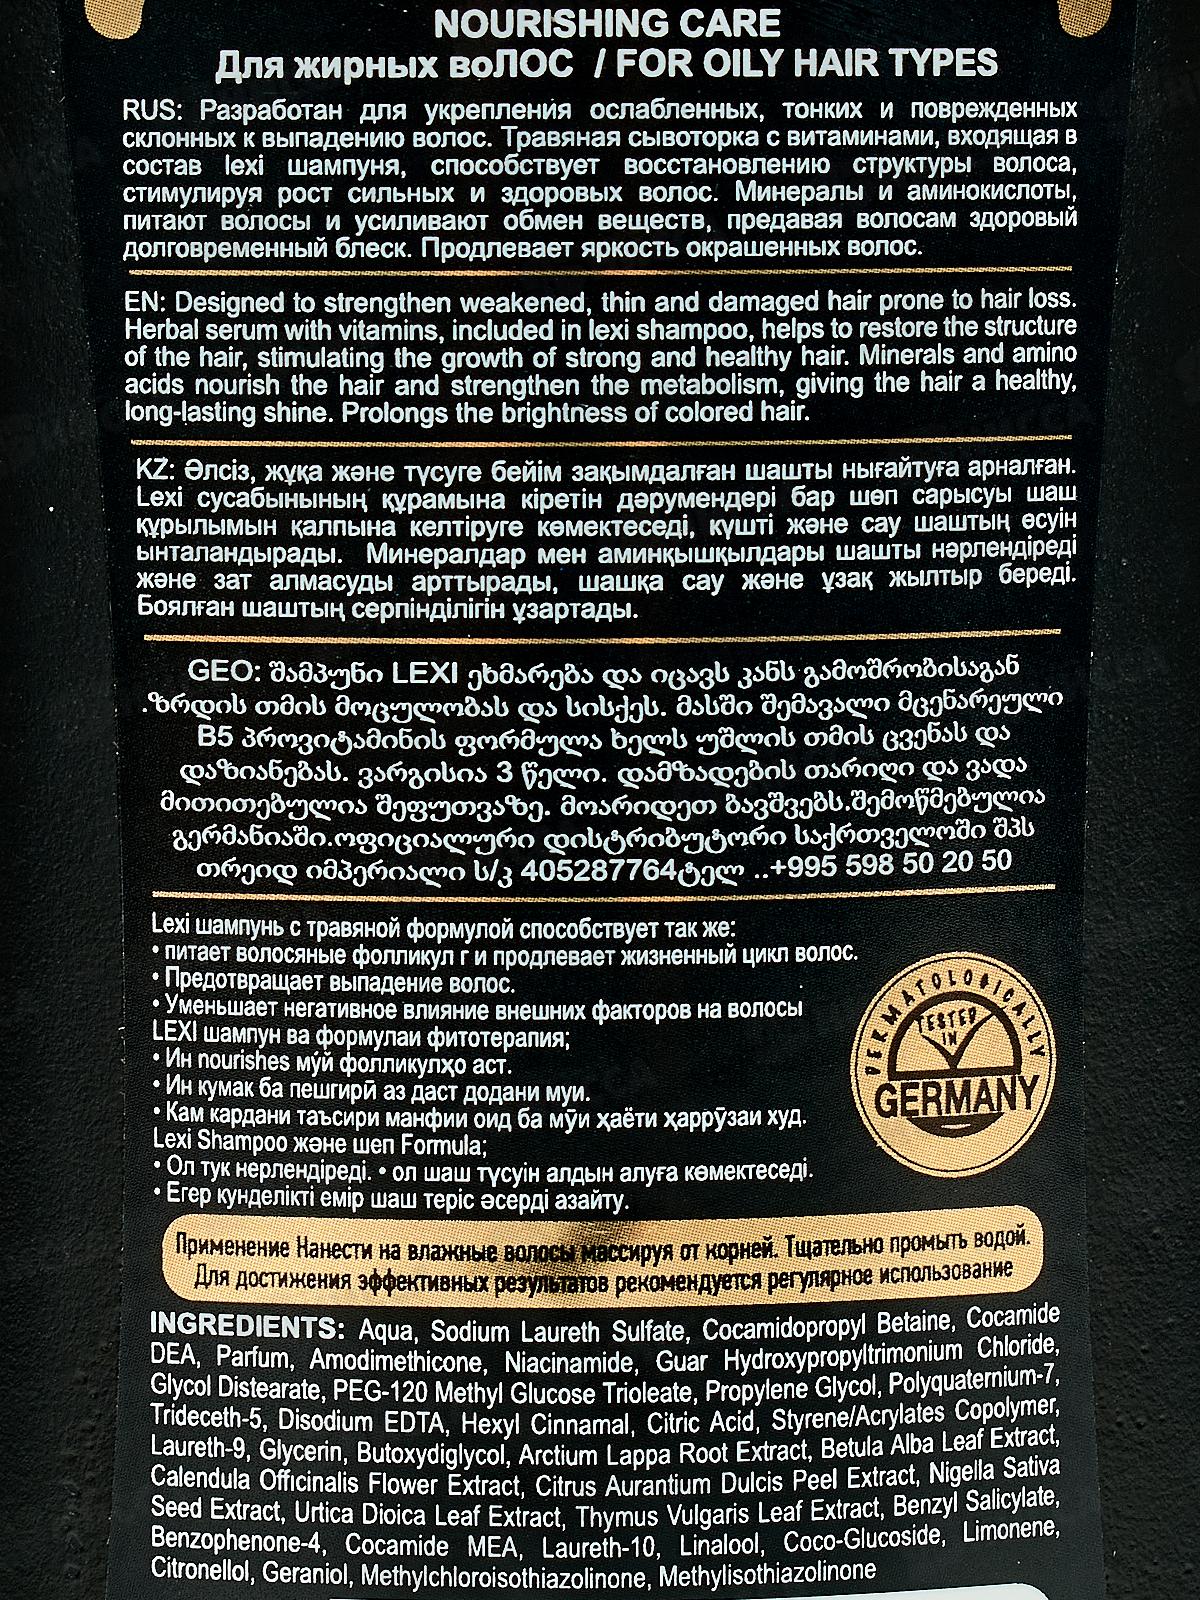 NOURISHING CARE
Для жирных воЛОС / FOR OILY HAIR TYPES
RUS: Разработан для укрепления ослабленных, тонких и поврежденных
склонных к выпадению волос. Травяная сывоторка с витаминами, входящая в
состав lexi шампуня, способствует восстановлению структуры волоса,
стимулируя рост сильных и здоровых волос. Минералы и аминокислоты,
питают волосы и усиливают обмен веществ, предавая волосам здоровый
долговременный блеск. Продлевает яркость окрашенных волос.
EN: Designed to strengthen weakened, thin and damaged hair prone to hair loss.
Herbal serum with vitamins, included in lexi shampoo, helps to restore the structure
of the hair, stimulating the growth of strong and healthy hair. Minerals and amino
acids nourish the hair and strengthen the metabolism, giving the hair a healthy,
long-lasting shine. Prolongs the brightness of colored hair.
KZ: Әлсіз, жұқа және түсуге бейім зақымдалған шашты нығайтуға арналған.
Lexi сусабынының құрамына кіретін дәрумендері бар шөп сарысуы шаш
құрылымын қалпына келтіруге көмектеседі, күшті және сау шаштың өсуін
ынталандырады. Минералдар мен аминқышқылдары шашты нәрлендіреді
және зат алмасуды арттырады, шашқа сау және ұзақ жылтыр береді.
Боялған шаштың серпінділігін ұзартады.
GEO: შამპუნი LEXI ეხმარება და იცავს კანს გამოშრობისაგან
.ზრდის თმის მოცულობას და სისქეს. მასში შემავალი მცენარეული
B5 პროვიტამინის ფორმულა ხელს უშლის თმის ცვენას და
დაზიანებას. ვარგისია 3 წელი. დამზადების თარიღი და ვადა
მითითებულია შეფუთვაზე. მოარიდეთ ბავშვებს.შემოწმებულია
გერმანიაში.ოფიციალური დისტრიბუტორი საქართველოში შპს
თრეიდ იმპერიალი ს/კ 405287764ტელ ..+995 598 50 20 50
Lexi шампунь с травяной формулой способствует так же:
• питает волосяные фолликул г и продлевает жизненный цикл волос.
• Предотвращает выпадение волос.
• Уменьшает негативное влияние внешних факторов на волосы
LEXI шампун ва формулаи фитотерапия;
• Ин nourishes мӯй фолликулҳо аст.
• Ин кумак ба пешгирӣ аз даст додани муи.
• Кам кардани таъсири манфии оид ба мӯи ҳаёти ҳаррӯзаи худ.
Lexi Shampoo және шеп Formula;
• Ол тук нерлендіреді. • ол шаш түсуін алдын алуға көмектеседі.
• Егер кунделікті емір шаш теріс әсерді азайту.
DERMATOLOGICALLY
TESTED
IN
GERMANY
Применение Нанести на влажные волосы массируя от корней. Тщательно промыть водой.
Для достижения эффективных результатов рекомендуется регулярное использование
INGREDIENTS: Aqua, Sodium Laureth Sulfate, Cocamidopropyl Betaine, Cocamide
DEA, Parfum, Amodimethicone, Niacinamide, Guar Hydroxypropyltrimonium Chloride,
Glycol Distearate, PEG-120 Methyl Glucose Trioleate, Propylene Glycol, Polyquaternium-7,
Trideceth-5, Disodium EDTA, Hexyl Cinnamal, Citric Acid, Styrene/Acrylates Copolymer,
Laureth-9, Glycerin, Butoxydiglycol, Arctium Lappa Root Extract, Betula Alba Leaf Extract,
Calendula Officinalis Flower Extract, Citrus Aurantium Dulcis Peel Extract, Nigella Sativa
Seed Extract, Urtica Dioica Leaf Extract, Thymus Vulgaris Leaf Extract, Benzyl Salicylate,
Benzophenone-4, Cocamide MEA, Laureth-10, Linalool, Coco-Glucoside, Limonene,
Citronellol, Geraniol, Methylchloroisothiazolinone, Methylisothiazolinone